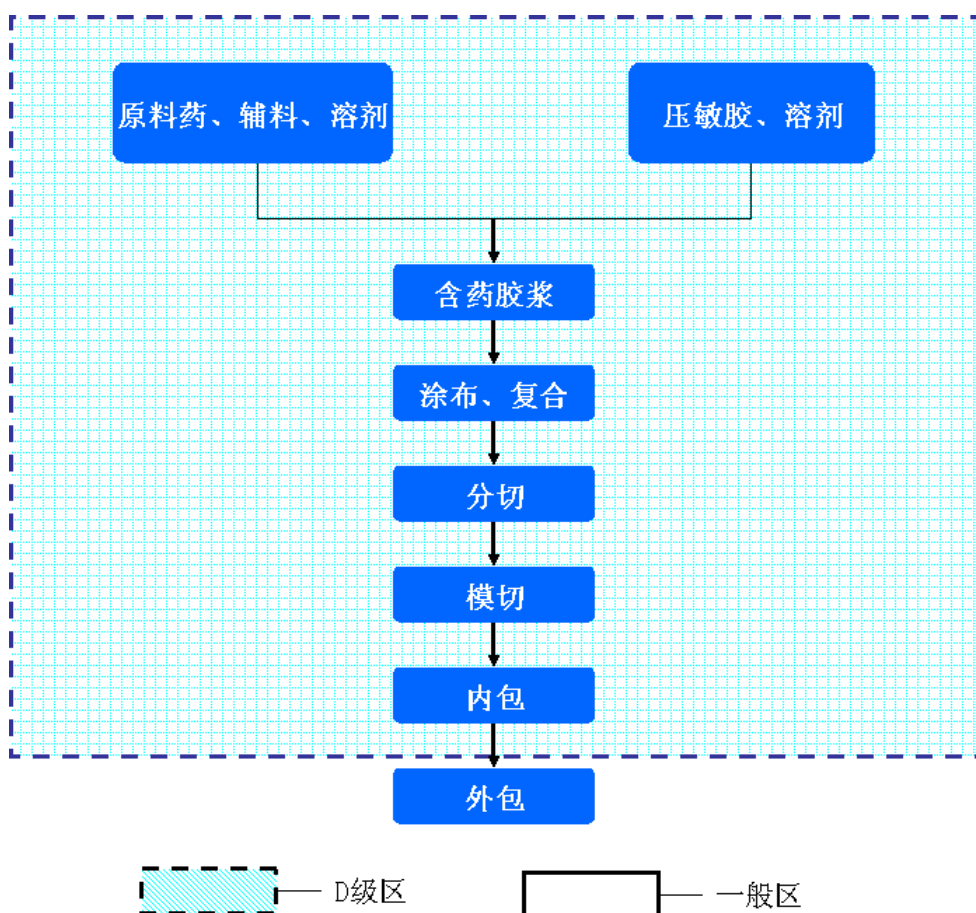 原料药、辅料、溶剂
压敏胶、溶剂
含药胶浆
涂布、复合
分切
模切
内包
外包
D级区
一般区